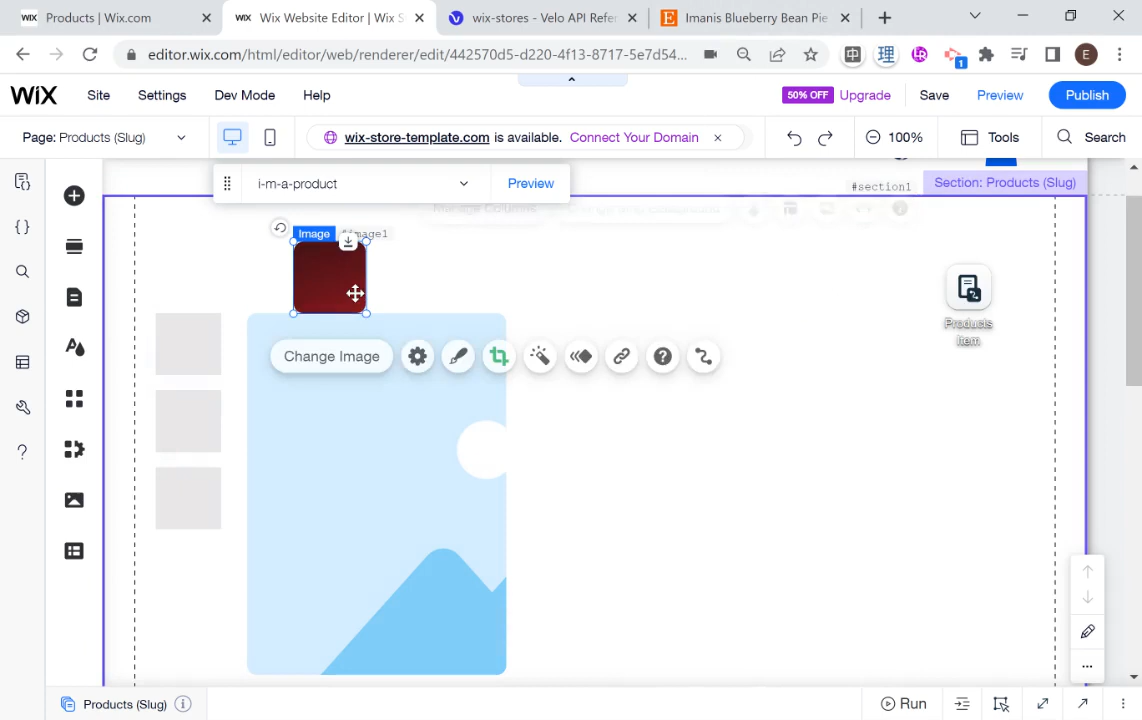 Products | Wix.com
Wix Website Editor | Wix S
wix-stores - Velo API Refer
Imanis Blueberry Bean Pie
editor.wix.com/html/editor/web/renderer/edit/442570d5-d220-4f13-8717-5e7d54...
1
E
WiX
Site
Settings
Dev Mode
Help
50% OFF
Upgrade
Save
Preview
Publish
Page: Products (Slug)
wix-store-template.com is available.
Connect Your Domain
100%
Tools
Search
i-m-a-product
Preview
#section1
Section: Products (Slug)
Manage Columns
Image
#image1
Products
Item
Change Image
Products (Slug)
Run